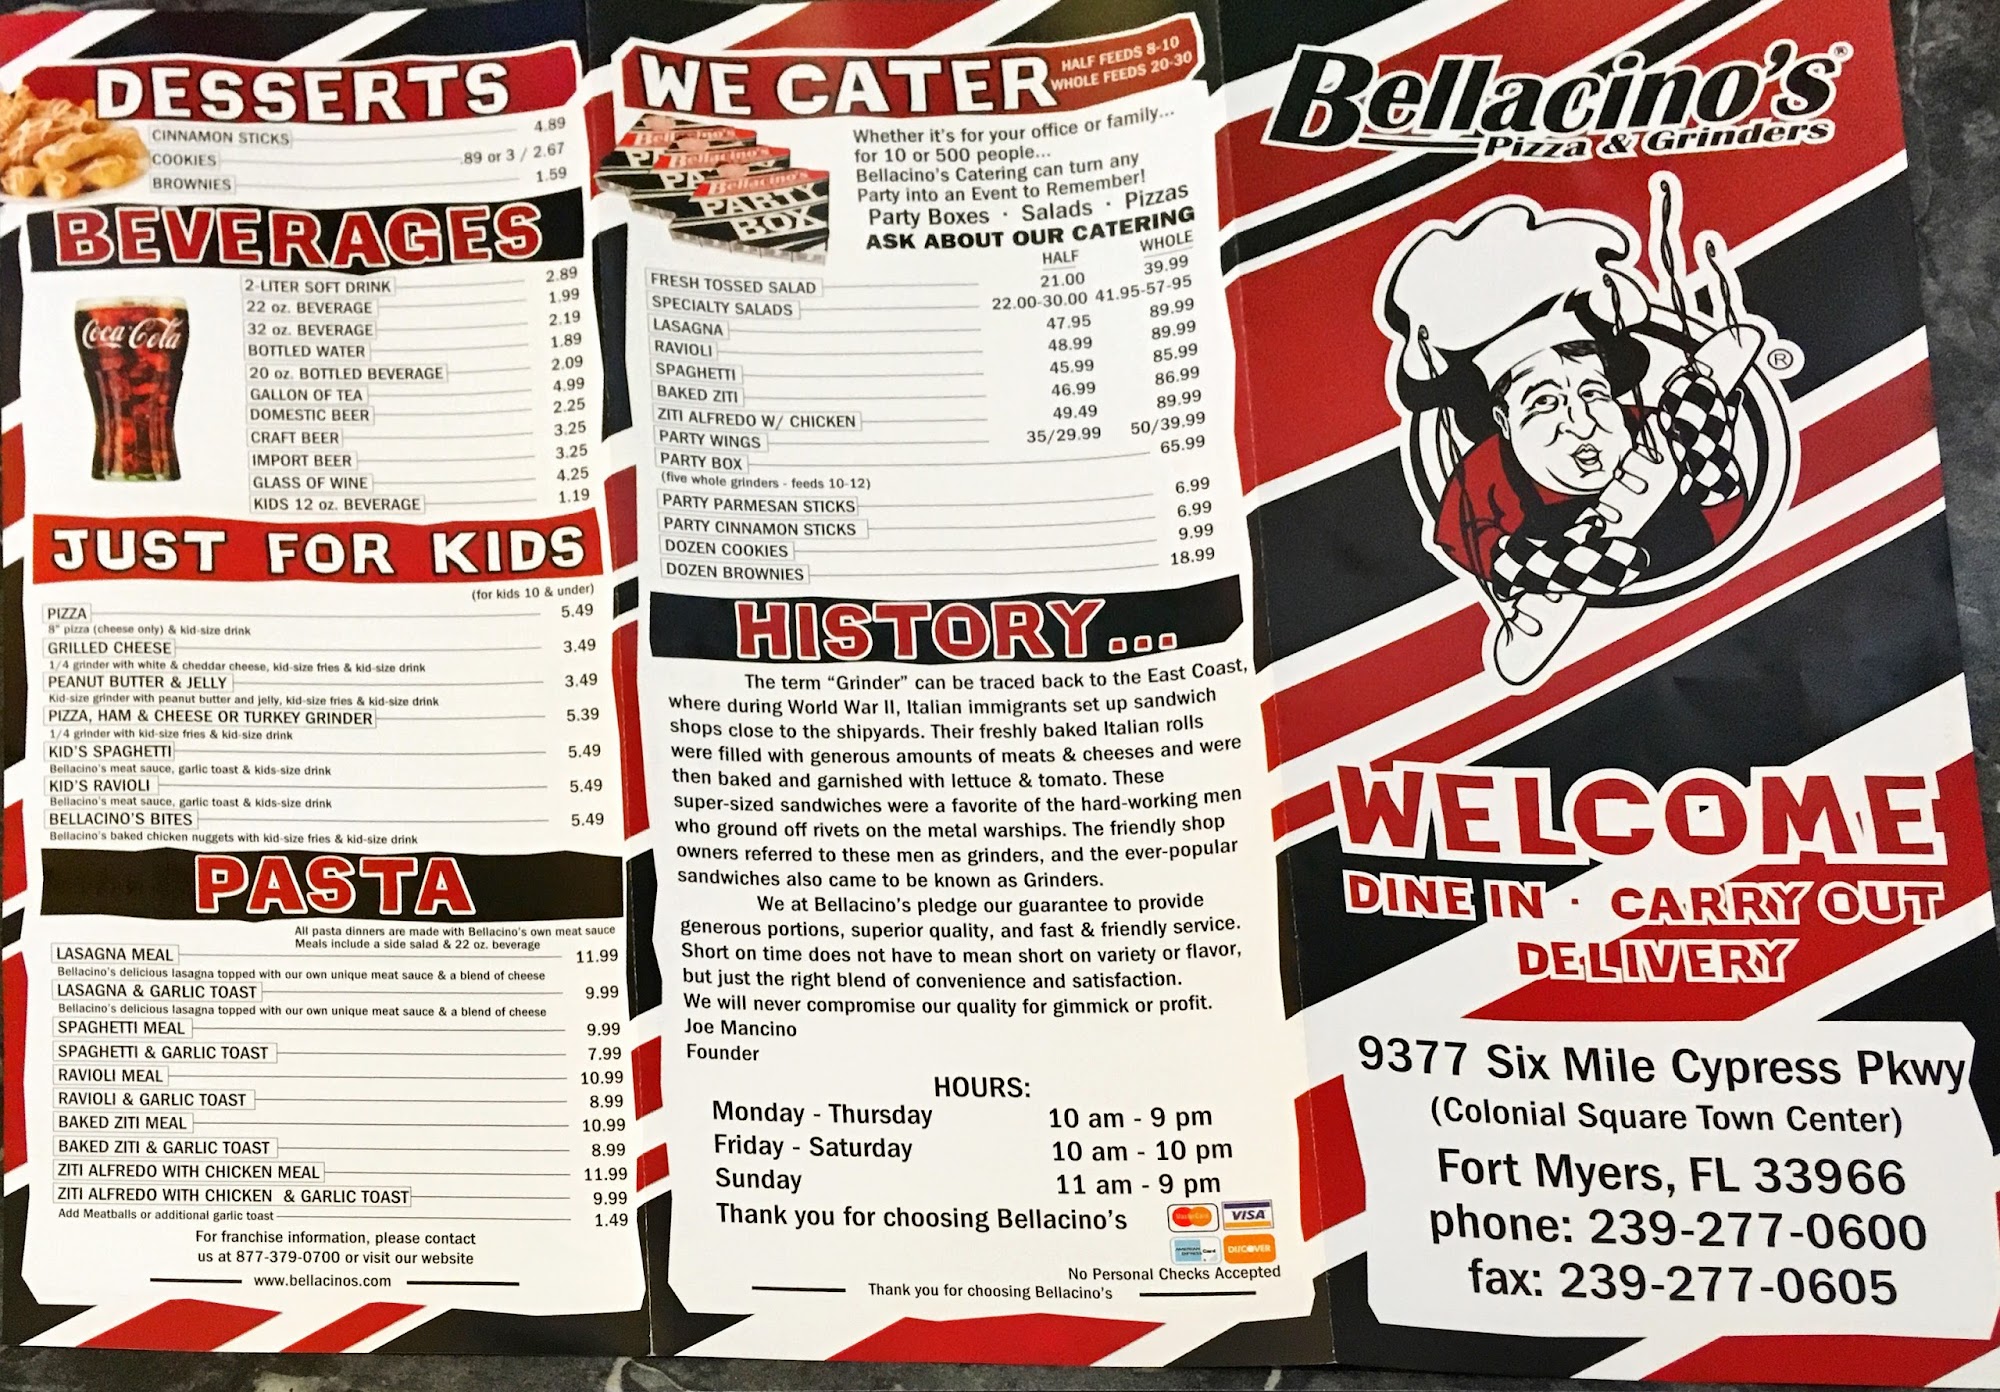 DESSERTS
CINNAMON STICKS 4.89
COOKIES .89 or 3 / 2.67
BROWNIES 1.59
BEVERAGES
Coca-Cola
2-LITER SOFT DRINK 2.89
22 oz. BEVERAGE 1.99
32 oz. BEVERAGE 2.19
BOTTLED WATER 1.89
20 oz. BOTTLED BEVERAGE 2.09
GALLON OF TEA 4.99
DOMESTIC BEER 2.25
CRAFT BEER 3.25
IMPORT BEER 3.25
GLASS OF WINE 4.25
KIDS 12 oz. BEVERAGE 1.19
JUST FOR KIDS
(for kids 10 & under)
PIZZA 5.49
8" pizza (cheese only) & kid-size drink
GRILLED CHEESE 3.49
1/4 grinder with white & cheddar cheese, kid-size fries & kid-size drink
PEANUT BUTTER & JELLY 3.49
Kid-size grinder with peanut butter and jelly, kid-size fries & kid-size drink
PIZZA, HAM & CHEESE OR TURKEY GRINDER 5.39
1/4 grinder with kid-size fries & kid-size drink
KID'S SPAGHETTI 5.49
Bellacino's meat sauce, garlic toast & kids-size drink
KID'S RAVIOLI 5.49
Bellacino's meat sauce, garlic toast & kids-size drink
BELLACINO'S BITES 5.49
Bellacino's baked chicken nuggets with kid-size fries & kid-size drink
PASTA
All pasta dinners are made with Bellacino's own meat sauce
Meals include a side salad & 22 oz. beverage
LASAGNA MEAL 11.99
Bellacino's delicious lasagna topped with our own unique meat sauce & a blend of cheese
LASAGNA & GARLIC TOAST 9.99
Bellacino's delicious lasagna topped with our own unique meat sauce & a blend of cheese
SPAGHETTI MEAL 9.99
SPAGHETTI & GARLIC TOAST 7.99
RAVIOLI MEAL 10.99
RAVIOLI & GARLIC TOAST 8.99
BAKED ZITI MEAL 10.99
BAKED ZITI & GARLIC TOAST 8.99
ZITI ALFREDO WITH CHICKEN MEAL 11.99
ZITI ALFREDO WITH CHICKEN & GARLIC TOAST 9.99
Add Meatballs or additional garlic toast 1.49
For franchise information, please contact
us at 877-379-0700 or visit our website
www.bellacinos.com
WE CATER
HALF FEEDS 8-10
WHOLE FEEDS 20-30
Bellacino's
PARTY
BOX
Whether it's for your office or family...
for 10 or 500 people...
Bellacino's Catering can turn any
Party into an Event to Remember!
Party Boxes · Salads · Pizzas
ASK ABOUT OUR CATERING
HALF WHOLE
FRESH TOSSED SALAD 21.00 39.99
SPECIALTY SALADS 22.00-30.00 41.95-57-95
LASAGNA 47.95 89.99
RAVIOLI 48.99 89.99
SPAGHETTI 45.99 85.99
BAKED ZITI 46.99 86.99
ZITI ALFREDO W/ CHICKEN 49.49 89.99
PARTY WINGS 35/29.99 50/39.99
PARTY BOX 65.99
(five whole grinders - feeds 10-12)
PARTY PARMESAN STICKS 6.99
PARTY CINNAMON STICKS 6.99
DOZEN COOKIES 9.99
DOZEN BROWNIES 18.99
HISTORY...
The term "Grinder" can be traced back to the East Coast,
where during World War II, Italian immigrants set up sandwich
shops close to the shipyards. Their freshly baked Italian rolls
were filled with generous amounts of meats & cheeses and were
then baked and garnished with lettuce & tomato. These
super-sized sandwiches were a favorite of the hard-working men
who ground off rivets on the metal warships. The friendly shop
owners referred to these men as grinders, and the ever-popular
sandwiches also came to be known as Grinders.
We at Bellacino's pledge our guarantee to provide
generous portions, superior quality, and fast & friendly service.
Short on time does not have to mean short on variety or flavor,
but just the right blend of convenience and satisfaction.
We will never compromise our quality for gimmick or profit.
Joe Mancino
Founder
HOURS:
Monday - Thursday 10 am - 9 pm
Friday - Saturday 10 am - 10 pm
Sunday 11 am - 9 pm
Thank you for choosing Bellacino's
MasterCard VISA
AMERICAN EXPRESS Card DISCOVER
No Personal Checks Accepted
Thank you for choosing Bellacino's
Bellacino's®
Pizza & Grinders
®
WELCOME
DINE IN · CARRY OUT
DELIVERY
9377 Six Mile Cypress Pkwy
(Colonial Square Town Center)
Fort Myers, FL 33966
phone: 239-277-0600
fax: 239-277-0605